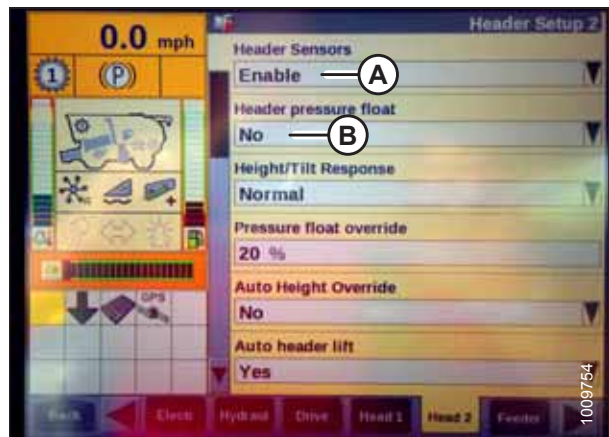 0.0 mph
1
(P)
GPS
Header Setup 2
Header Sensors
Enable
A
Header pressure float
No
B
Height/Tilt Response
Normal
Pressure float override
20 %
Auto Height Override
No
Auto header lift
Yes
Back
Electr
Hydraul
Drive
Head 1
Head 2
Feeder
1009754